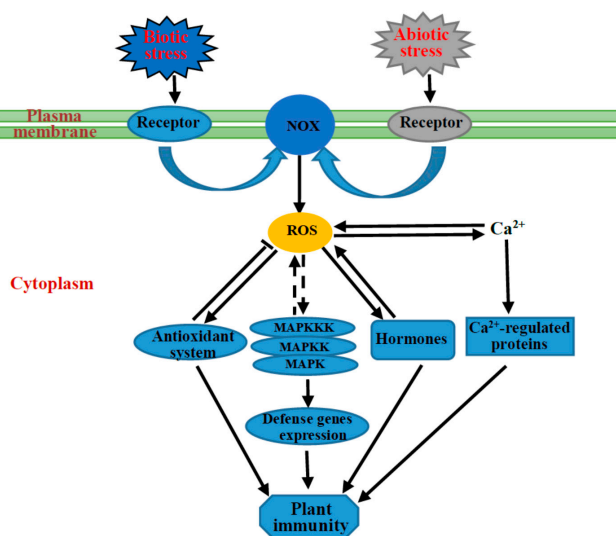 Biotic
stress
Abiotic
stress
Plasma
membrane
Receptor
NOX
Receptor
ROS
Ca²⁺
Cytoplasm
Antioxidant
system
MAPKKK
MAPKK
MAPK
Hormones
Ca²⁺-regulated
proteins
Defense genes
expression
Plant
immunity